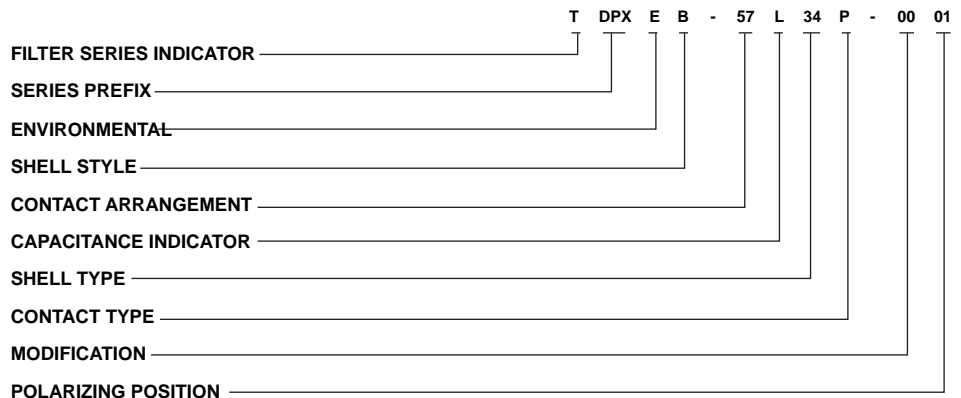 T DPX E B - 57 L 34 P - 00 01
FILTER SERIES INDICATOR
SERIES PREFIX
ENVIRONMENTAL
SHELL STYLE
CONTACT ARRANGEMENT
CAPACITANCE INDICATOR
SHELL TYPE
CONTACT TYPE
MODIFICATION
POLARIZING POSITION